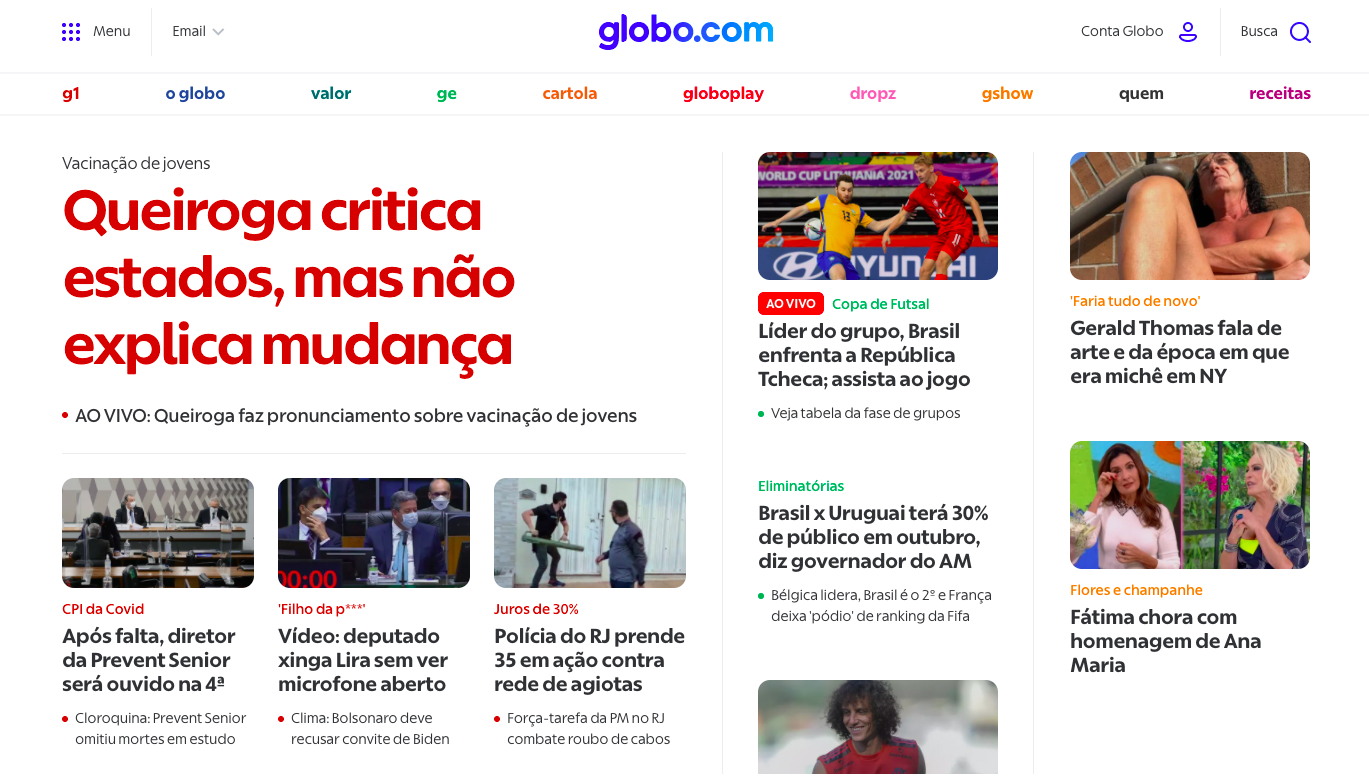 Menu
Email
globo.com
Conta Globo
Busca
g1
o globo
valor
ge
cartola
globoplay
dropz
gshow
quem
receitas
Vacinação de jovens
Queiroga critica
estados, mas não
explica mudança
AO VIVO: Queiroga faz pronunciamento sobre vacinação de jovens
CPI da Covid
Após falta, diretor
da Prevent Senior
será ouvido na 4ª
Cloroquina: Prevent Senior
omitiu mortes em estudo
00:00
'Filho da p***'
Vídeo: deputado
xinga Lira sem ver
microfone aberto
Clima: Bolsonaro deve
recusar convite de Biden
Juros de 30%
Polícia do RJ prende
35 em ação contra
rede de agiotas
Força-tarefa da PM no RJ
combate roubo de cabos
WORLD CUP LITHUANIA 2021
13
11
HYUNDAI
AO VIVO
Copa de Futsal
Líder do grupo, Brasil
enfrenta a República
Tcheca; assista ao jogo
Veja tabela da fase de grupos
Eliminatórias
Brasil x Uruguai terá 30%
de público em outubro,
diz governador do AM
Bélgica lidera, Brasil é o 2º e França
deixa 'pódio' de ranking da Fifa
'Faria tudo de novo'
Gerald Thomas fala de
arte e da época em que
era michê em NY
Flores e champanhe
Fátima chora com
homenagem de Ana
Maria